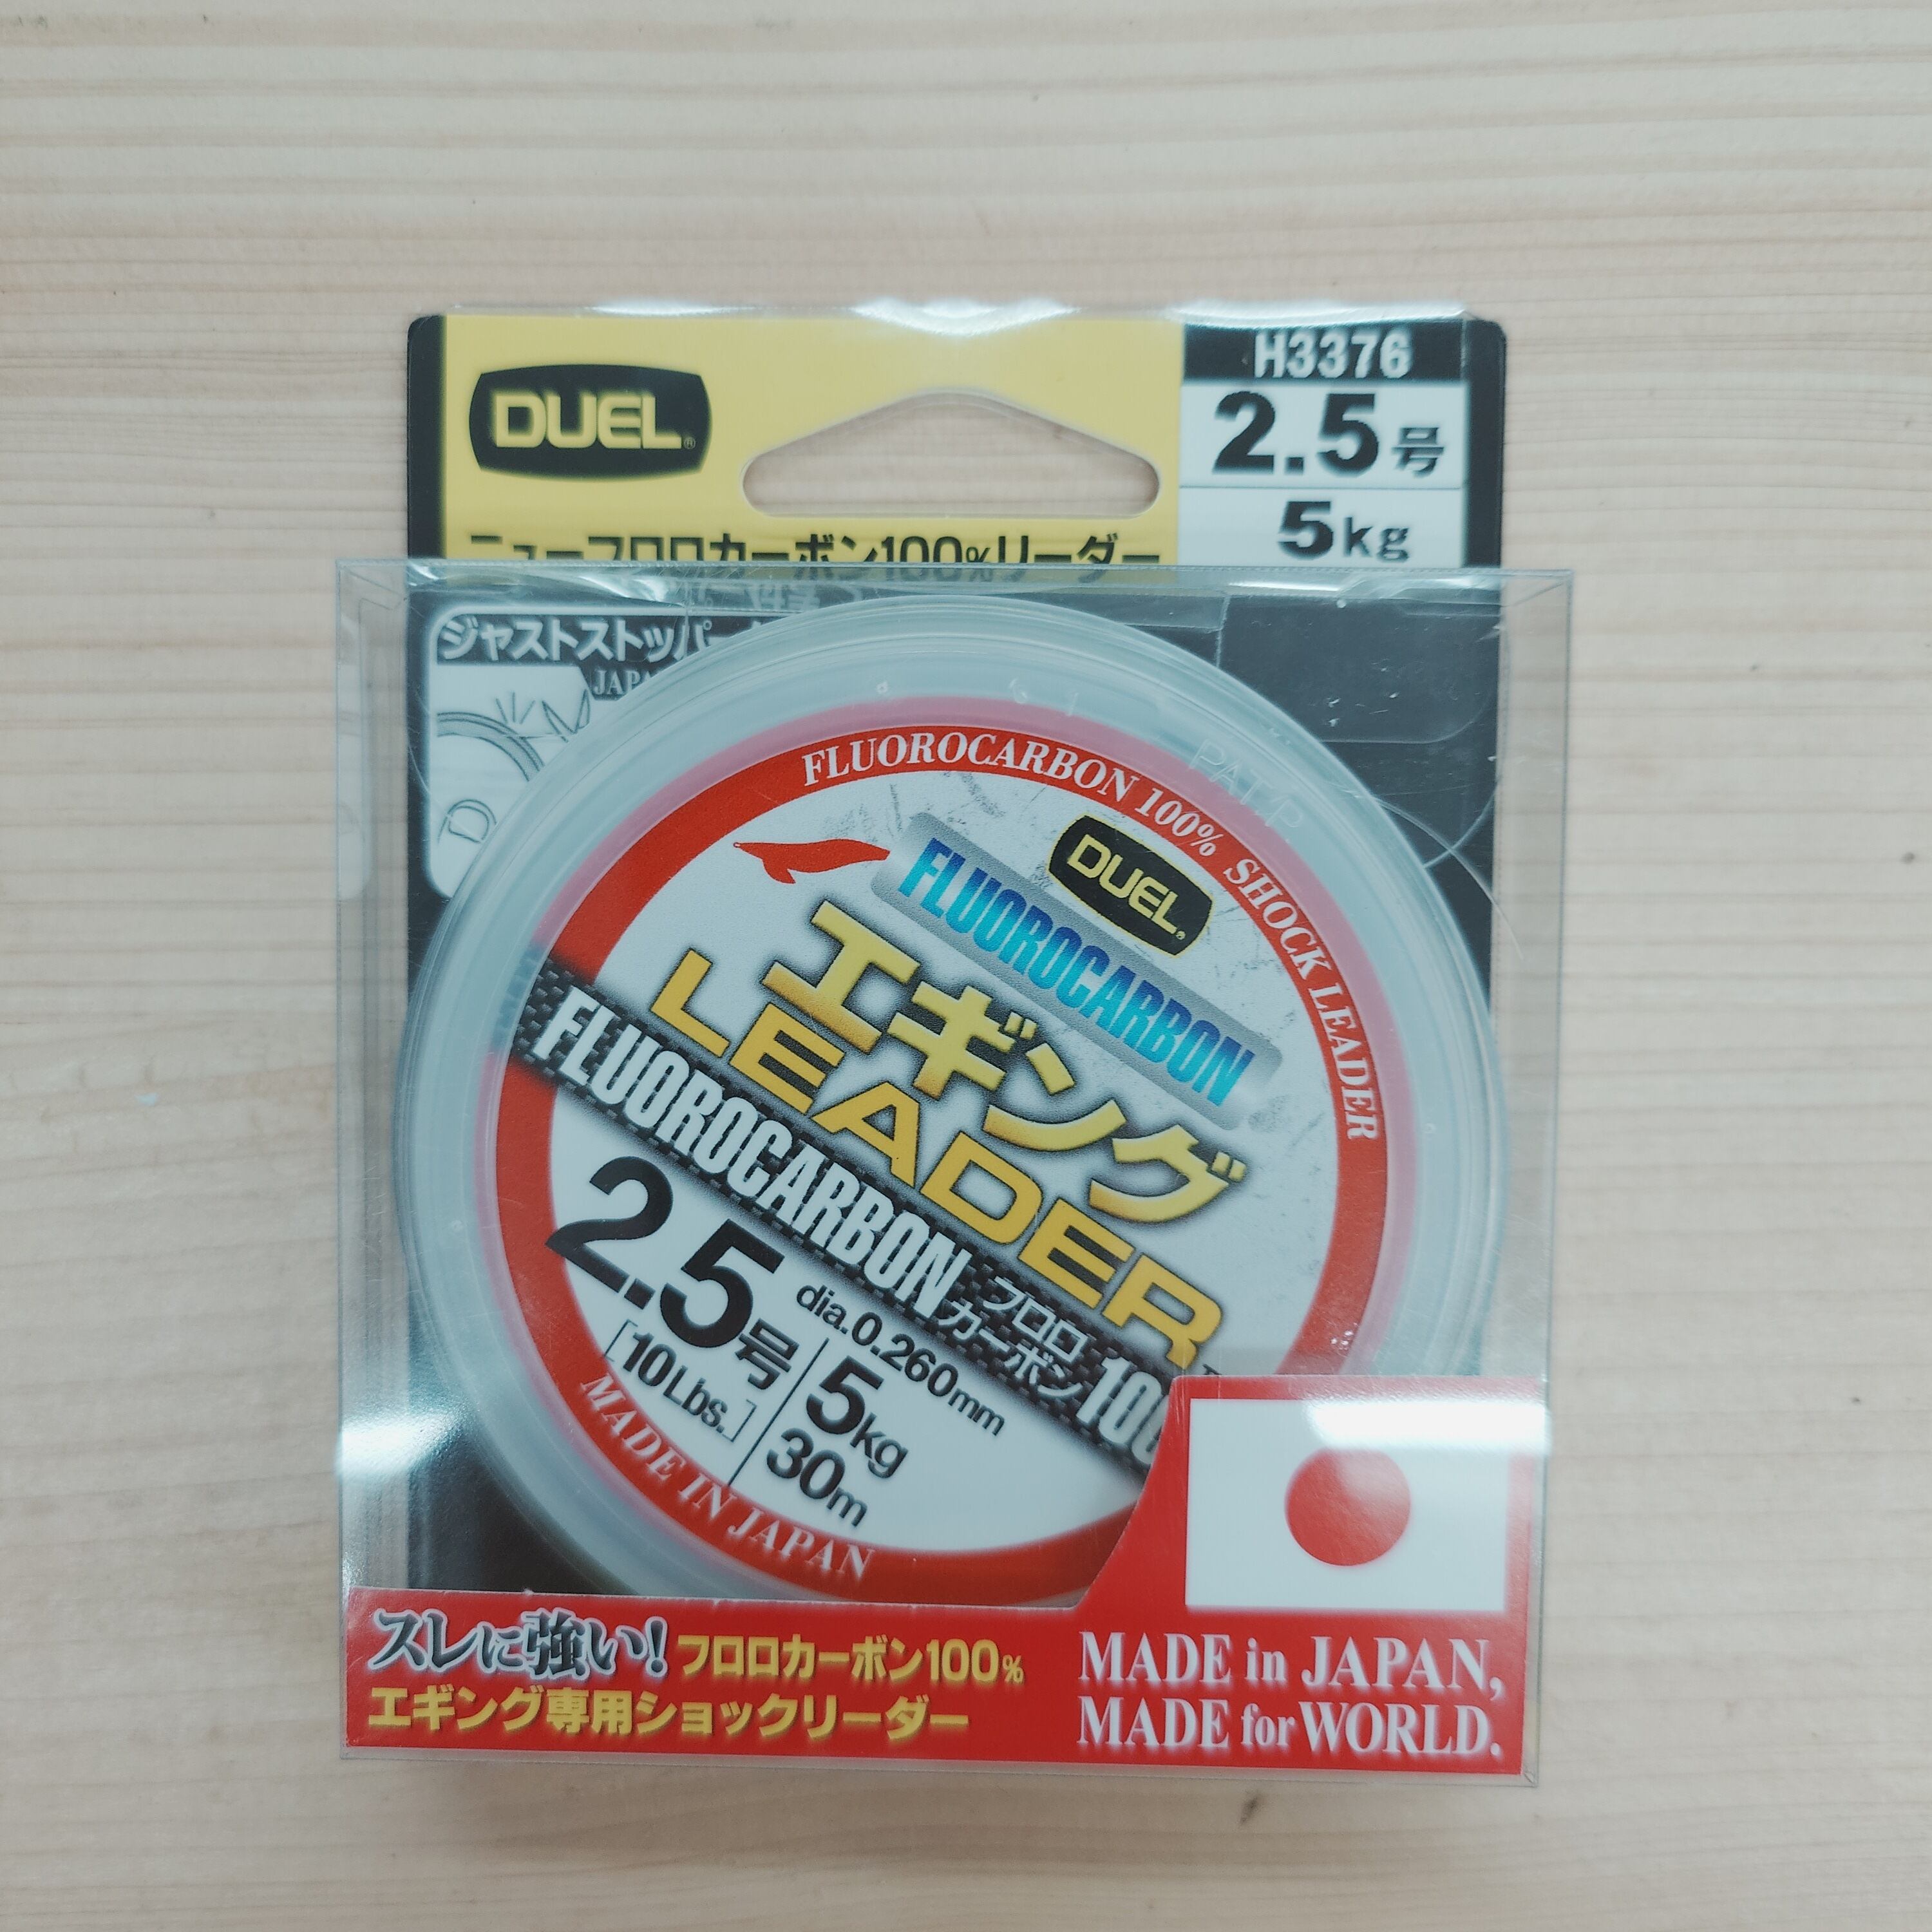 DUEL
H3376
2.5号
5kg
ニューフロロカーボン100%リーダー
ジャストストッパー
FLUOROCARBON 100% SHOCK LEADER
PAT.P
DUEL
FLUOROCARBON
エギング
LEADER
FLUOROCARBON フロロカーボン 100
2.5号
[10Lbs.]
dia.0.260mm
5kg
30m
MADE IN JAPAN
スレに強い!フロロカーボン100%
エギング専用ショックリーダー
MADE in JAPAN,
MADE for WORLD.